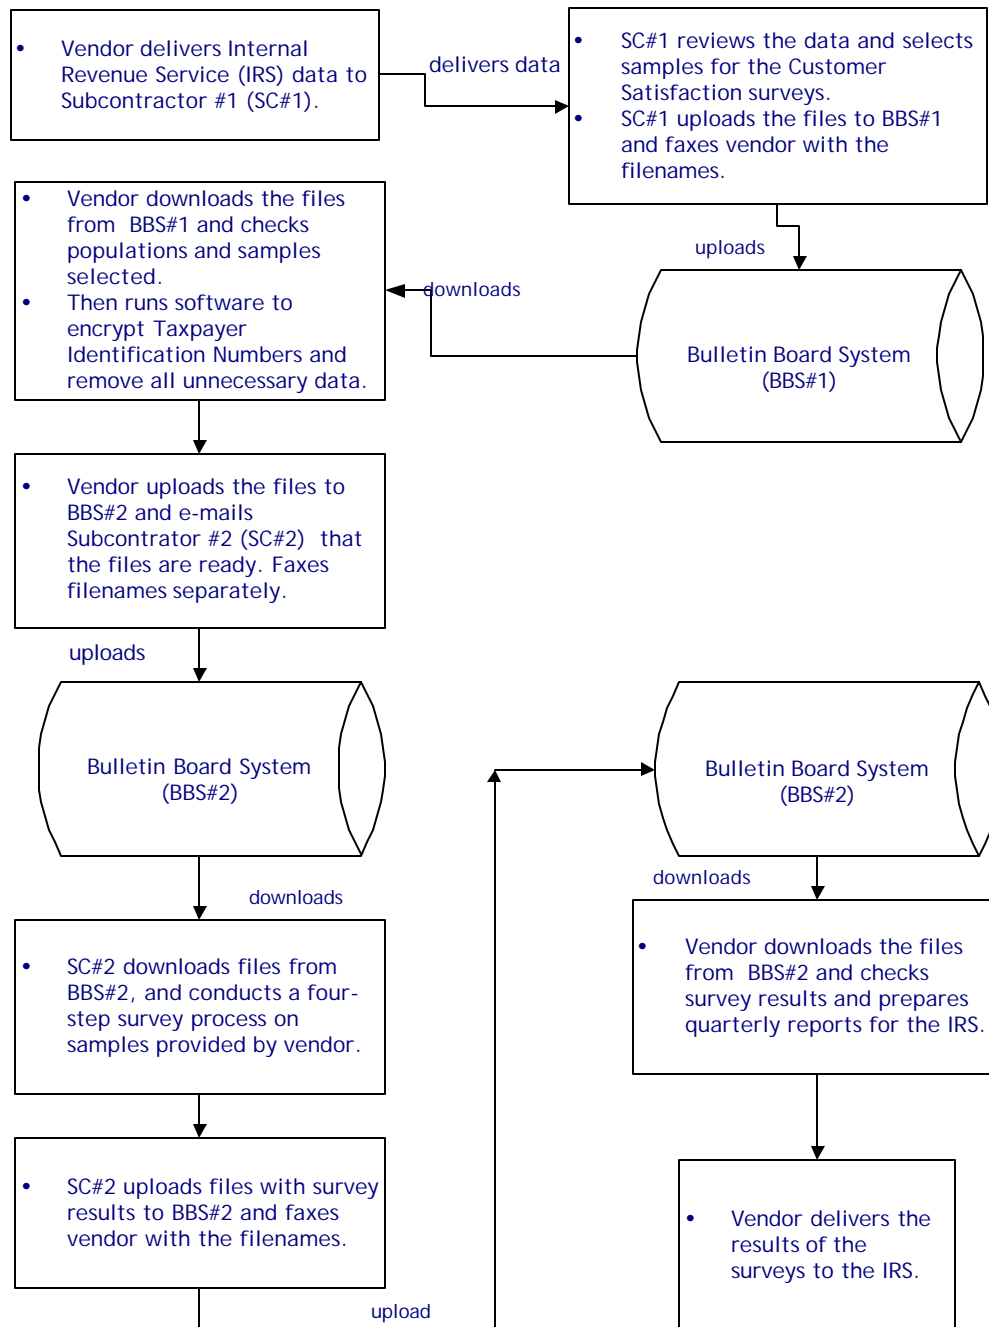 • Vendor delivers Internal
Revenue Service (IRS) data to
Subcontractor #1 (SC#1).
delivers data
• SC#1 reviews the data and selects
samples for the Customer
Satisfaction surveys.
• SC#1 uploads the files to BBS#1
and faxes vendor with the
filenames.
uploads
Bulletin Board System
(BBS#1)
downloads
• Vendor downloads the files
from BBS#1 and checks
populations and samples
selected.
• Then runs software to
encrypt Taxpayer
Identification Numbers and
remove all unnecessary data.
• Vendor uploads the files to
BBS#2 and e-mails
Subcontrator #2 (SC#2) that
the files are ready. Faxes
filenames separately.
uploads
Bulletin Board System
(BBS#2)
downloads
• SC#2 downloads files from
BBS#2, and conducts a four-
step survey process on
samples provided by vendor.
• SC#2 uploads files with survey
results to BBS#2 and faxes
vendor with the filenames.
upload
Bulletin Board System
(BBS#2)
downloads
• Vendor downloads the files
from BBS#2 and checks
survey results and prepares
quarterly reports for the IRS.
• Vendor delivers the
results of the
surveys to the IRS.